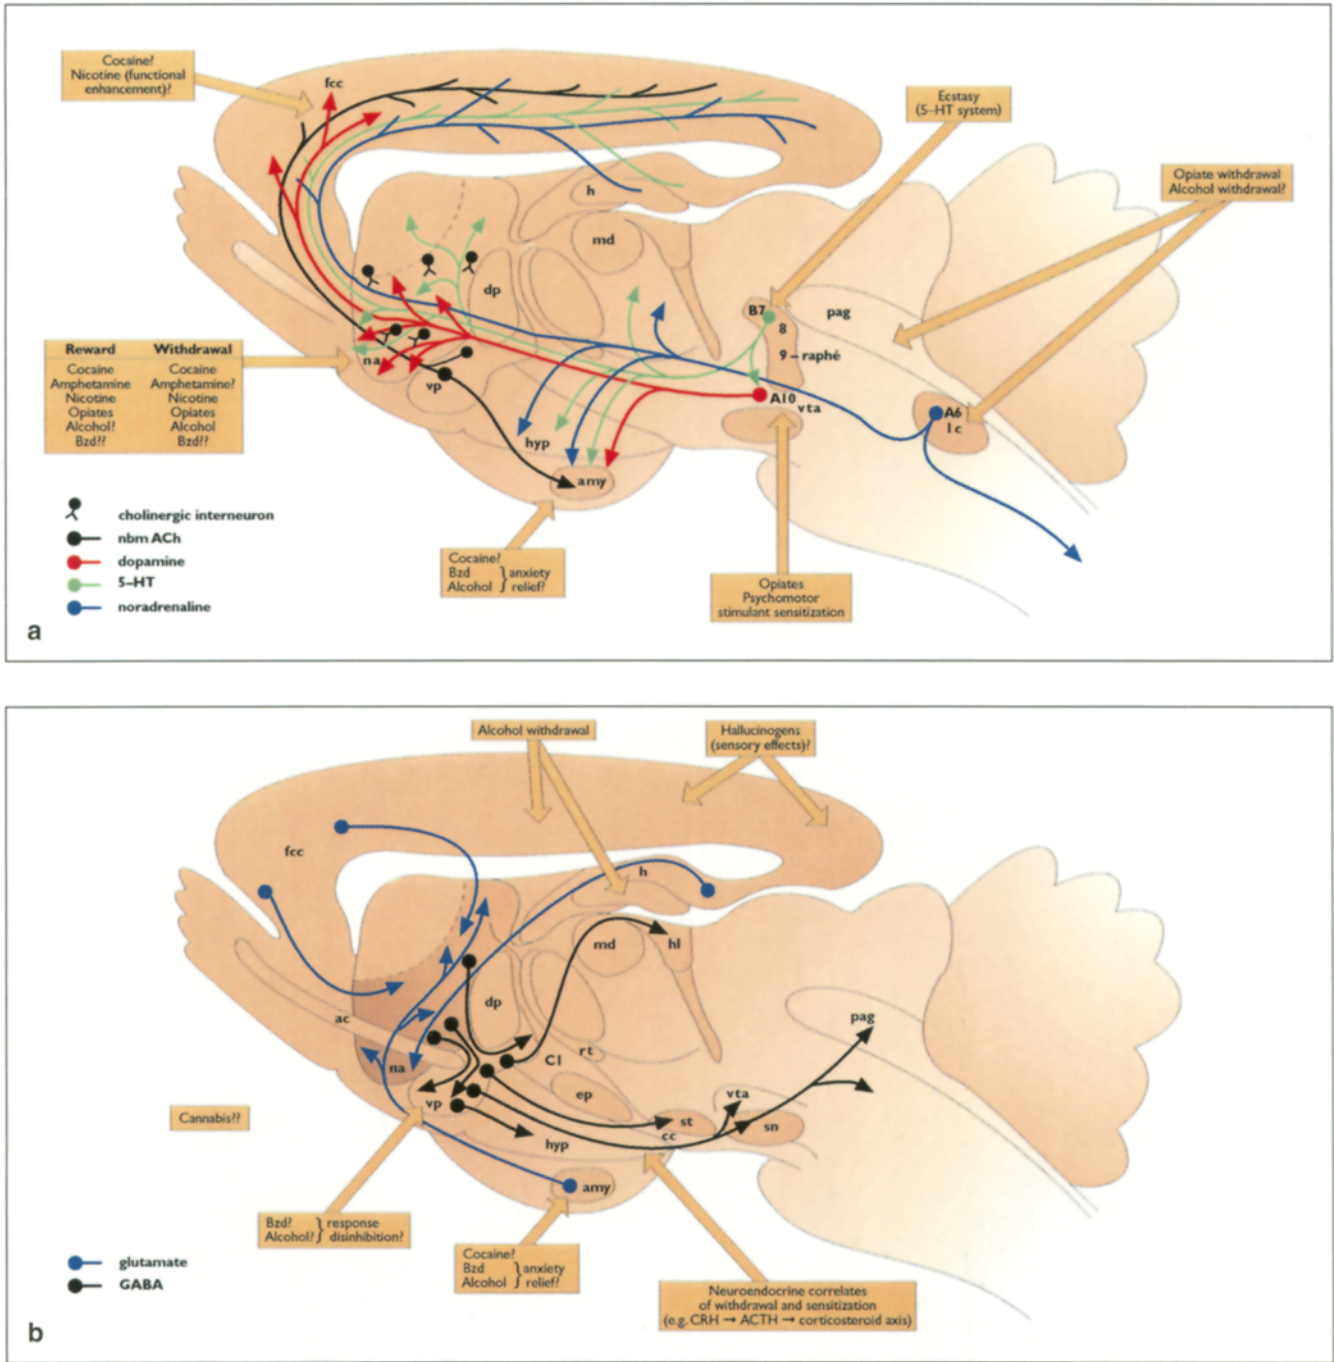 Cocaine?
Nicotine (functional
enhancement)?
fcc
Ecstasy
(5-HT system)
Opiate withdrawal
Alcohol withdrawal?
h
md
dp
B7
8
9 – raphé
pag
na
vp
A10
vta
A6
lc
hyp
amy
Reward Withdrawal
Cocaine Cocaine
Amphetamine Amphetamine?
Nicotine Nicotine
Opiates Opiates
Alcohol? Alcohol
Bzd?? Bzd??
cholinergic interneuron
nbm ACh
dopamine
5–HT
noradrenaline
Cocaine?
Bzd } anxiety
Alcohol } relief?
Opiates
Psychomotor
stimulant sensitization
a
Alcohol withdrawal
Hallucinogens
(sensory effects)?
fcc
h
md
hl
dp
ac
na
vp
C1
rt
ep
pag
vta
st
cc
sn
hyp
amy
Cannabis??
Bzd? } response
Alcohol? } disinhibition?
Cocaine?
Bzd } anxiety
Alcohol } relief?
Neuroendocrine correlates
of withdrawal and sensitization
(e.g. CRH → ACTH → corticosteroid axis)
glutamate
GABA
b